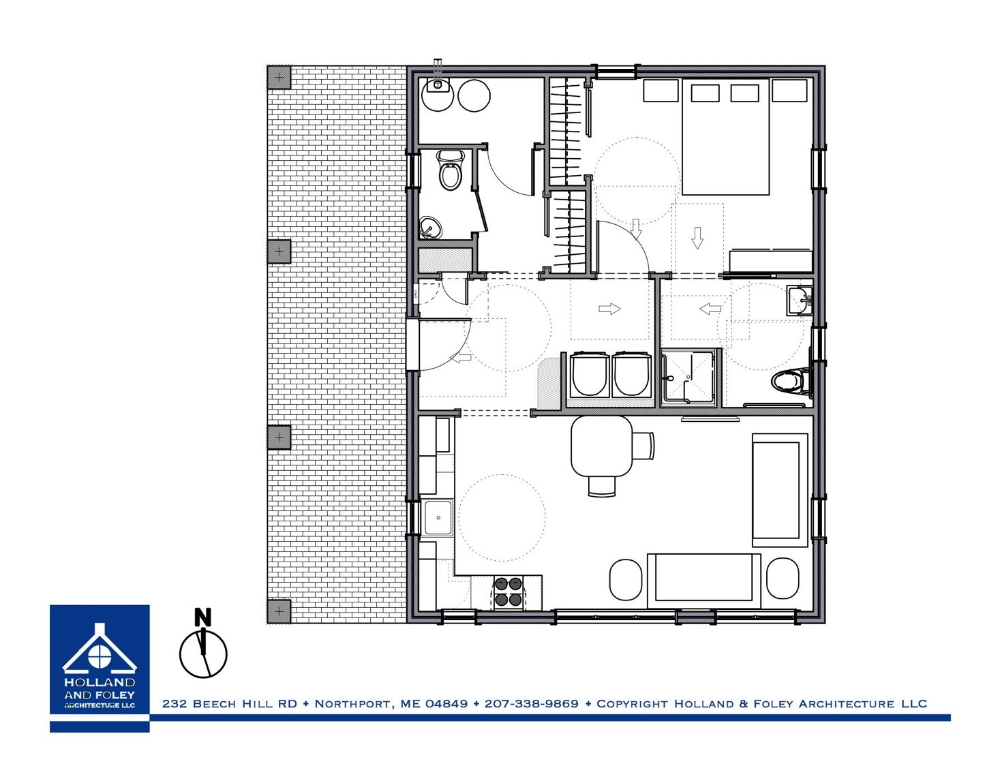 N
HOLLAND
AND FOLEY
ARCHITECTURE LLC
232 BEECH HILL RD + NORTHPORT, ME 04849 + 207-338-9869 + COPYRIGHT HOLLAND & FOLEY ARCHITECTURE LLC